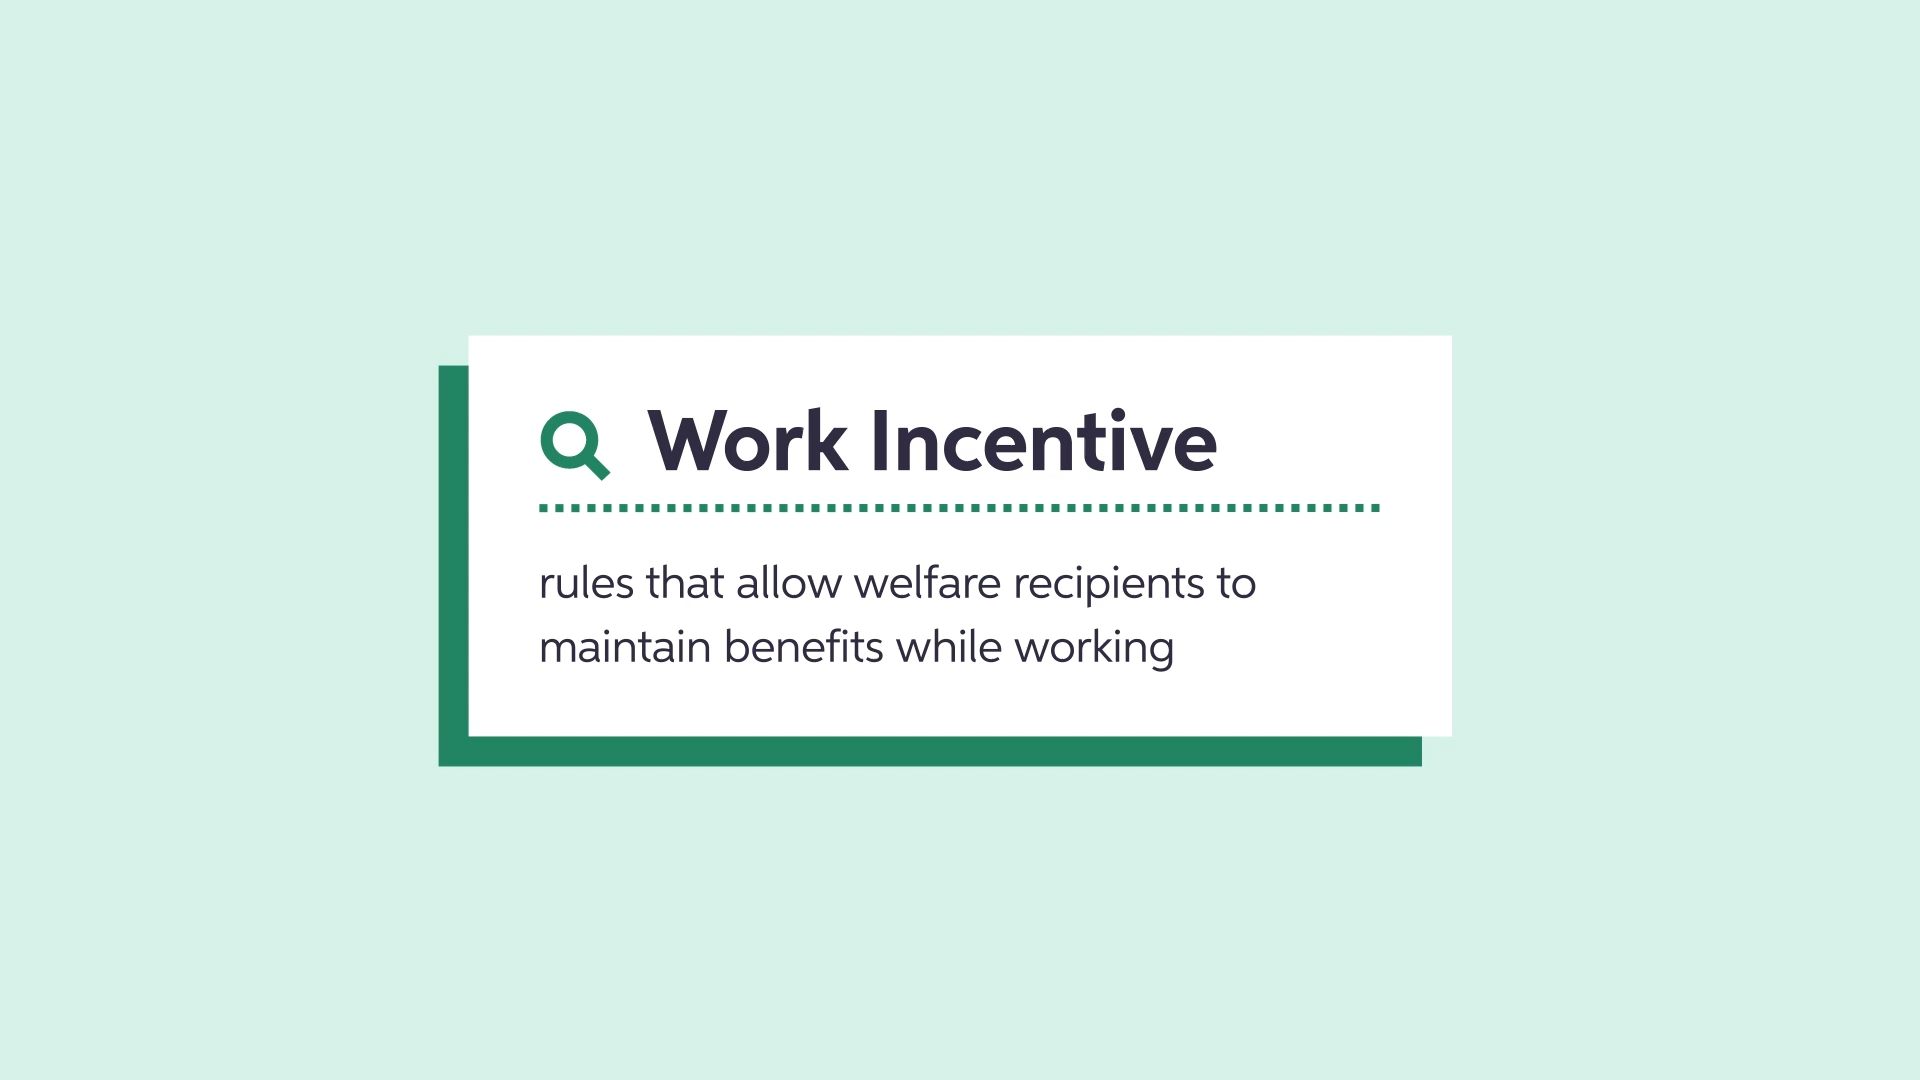 Work Incentive
rules that allow welfare recipients to
maintain benefits while working